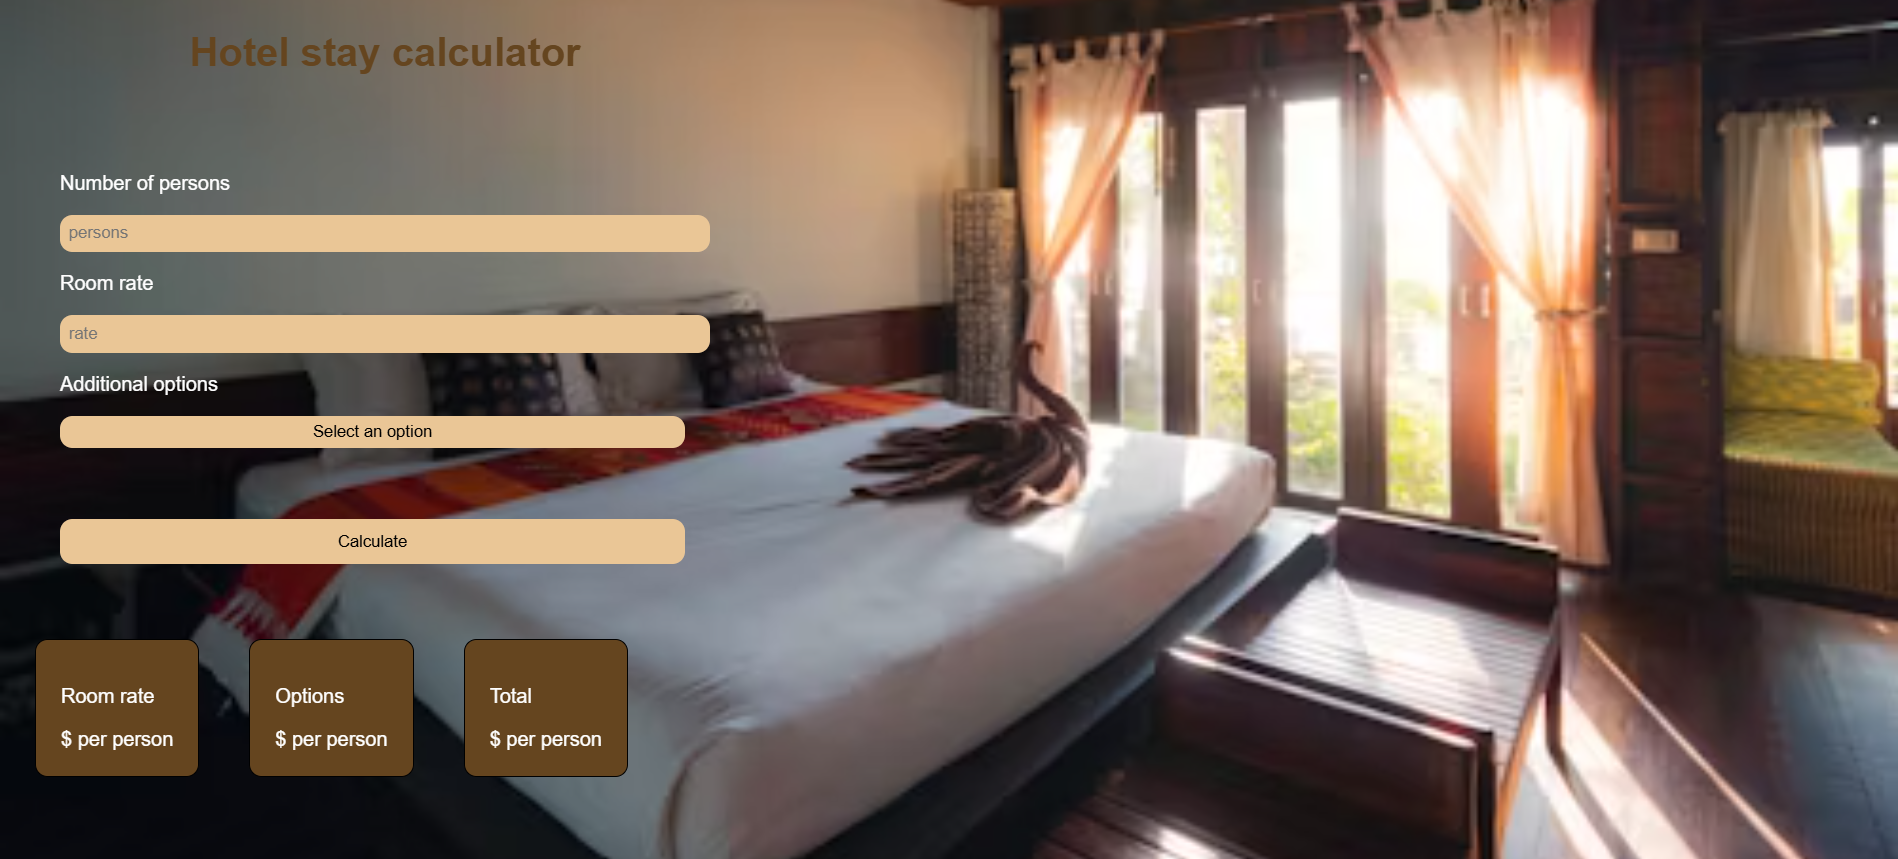 Hotel stay calculator
Number of persons
persons
Room rate
rate
Additional options
Select an option
Calculate
Room rate
$ per person
Options
$ per person
Total
$ per person